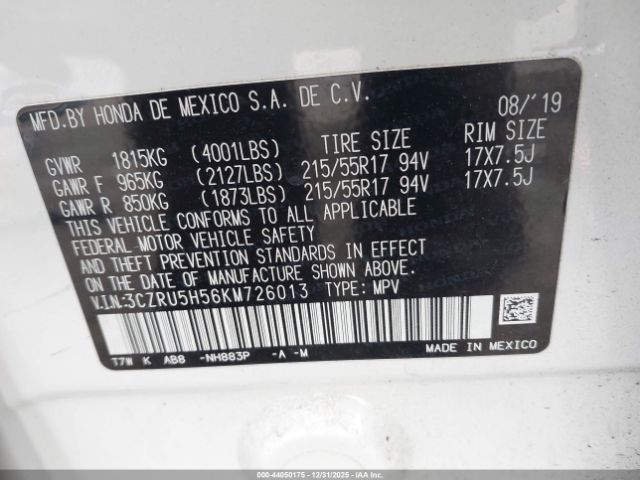 MFD.BY HONDA DE MEXICO S.A. DE C.V. 08/'19
GVWR 1815KG (4001LBS) TIRE SIZE RIM SIZE
GAWR F 965KG (2127LBS) 215/55R17 94V 17X7.5J
GAWR R 850KG (1873LBS) 215/55R17 94V 17X7.5J
THIS VEHICLE CONFORMS TO ALL APPLICABLE
FEDERAL MOTOR VEHICLE SAFETY
AND THEFT PREVENTION STANDARDS IN EFFECT
ON THE DATE OF MANUFACTURE SHOWN ABOVE.
V.I.N:3CZRU5H56KM726013 TYPE: MPV
T7W K AB8 -NH883P -A -M MADE IN MEXICO
000-44050175 — 12/31/2025 — IAAI.com